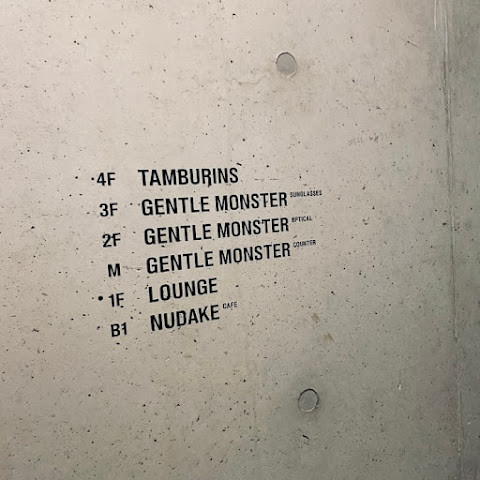 4F TAMBURINS
3F GENTLE MONSTER SUNGLASSES
2F GENTLE MONSTER OPTICAL
M GENTLE MONSTER COUNTER
1F LOUNGE
B1 NUDAKE CAFE